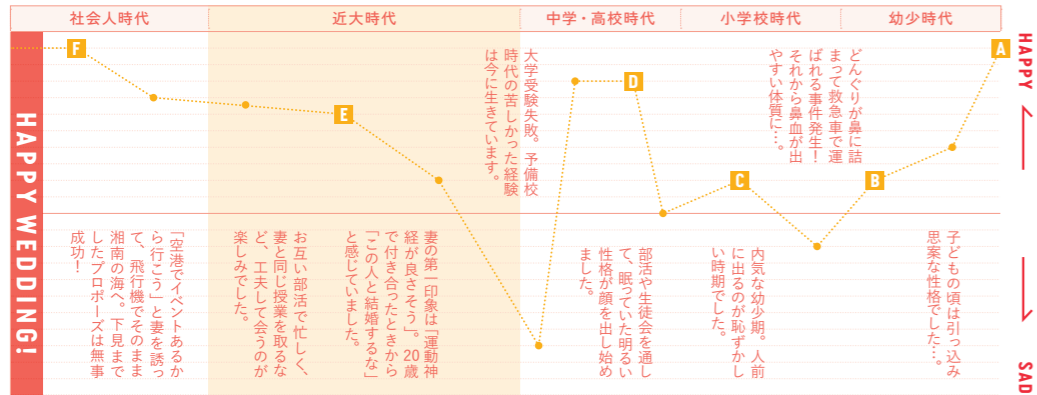 社会人時代
近大時代
中学・高校時代
小学校時代
幼少時代
HAPPY
SAD
A
子どもの頃は引っ込み
思案な性格でした…。
B
どんぐりが鼻に詰
まって救急車で運
ばれる事件発生！
それから鼻血が出
やすい体質に…。
C
内気な幼少期。人前
に出るのが恥ずかし
い時期でした。
D
部活や生徒会を通し
て、眠っていた明るい
性格が顔を出し始め
ました。
大学受験失敗。予備校
時代の苦しかった経験
は今に生きています。
E
妻の第一印象は「運動神
経が良さそう」。20歳
で付き合ったときから
「この人と結婚するな」
と感じていました。
お互い部活で忙しく、
妻と同じ授業を取るな
ど、工夫して会うのが
楽しみでした。
F
「空港でイベントあるか
ら行こう」と妻を誘っ
て、飛行機でそのまま
湘南の海へ。下見まで
したプロポーズは無事
成功！
HAPPY WEDDING!